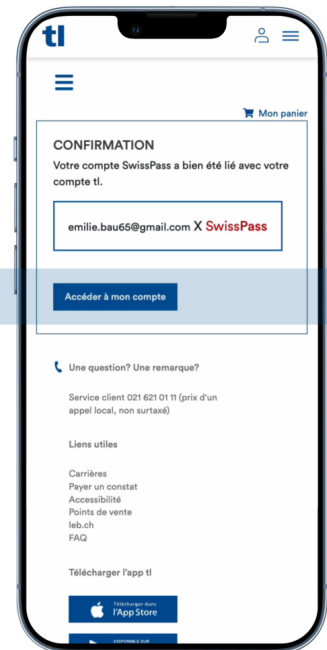 tl
Mon panier
CONFIRMATION
Votre compte SwissPass a bien été lié avec votre
compte tl.
emilie.bau65@gmail.com X SwissPass
Accéder à mon compte
Une question? Une remarque?
Service client 021 621 01 11 (prix d'un
appel local, non surtaxé)
Liens utiles
Carrières
Payer un constat
Accessibilité
Points de vente
leb.ch
FAQ
Télécharger l'app tl
Télécharger dans
l'App Store
DISPONIBLE SUR